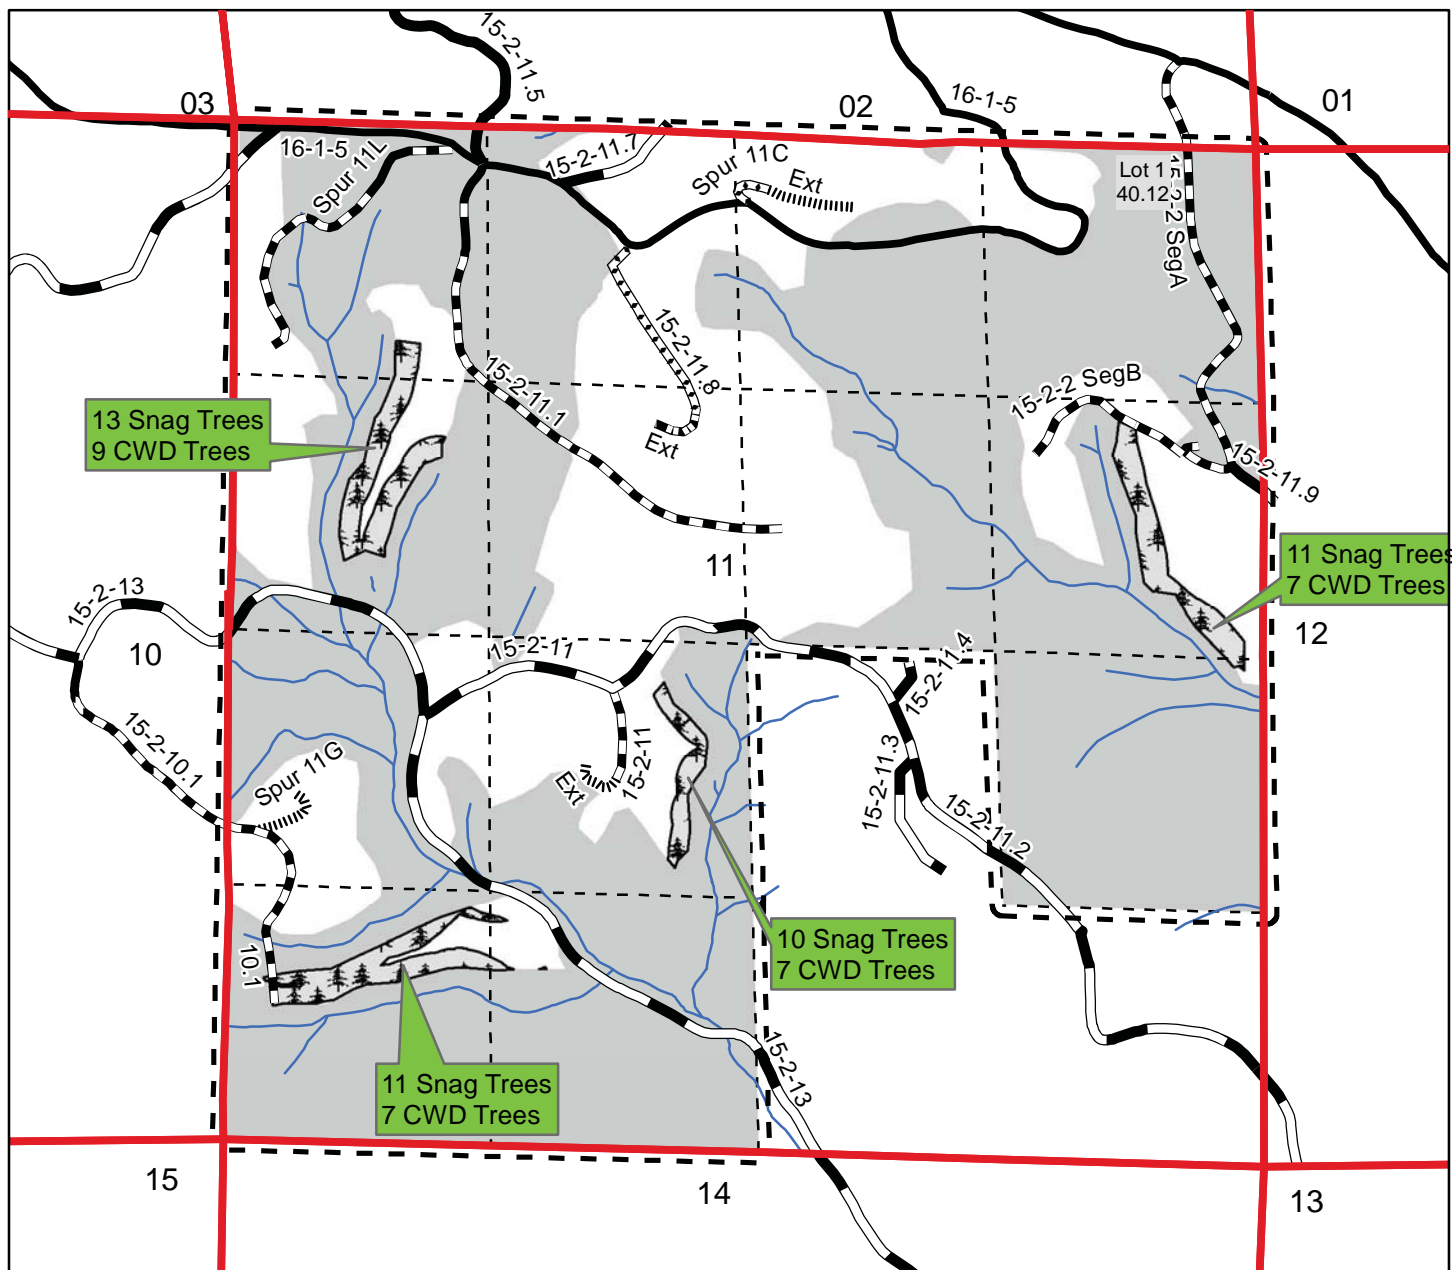 15-2-11.5
03
02
16-1-5
01
16-1-5
Spur 11L
15-2-11.7
Spur 11C
Ext
Lot 1
40.12
15-2-2 SegA
15-2-11.8
15-2-11.1
15-2-2 SegB
13 Snag Trees
9 CWD Trees
Ext
15-2-11.9
11 Snag Trees
7 CWD Trees
11
15-2-13
10
12
15-2-11
15-2-11.4
15-2-10.1
Spur 11G
Ext
15-2-11
15-2-11.3
15-2-11.2
10.1
10 Snag Trees
7 CWD Trees
11 Snag Trees
7 CWD Trees
15-2-13
15
14
13